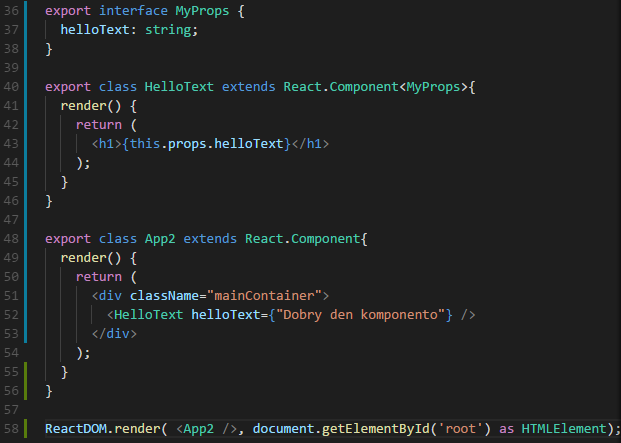 36 export interface MyProps {
37   helloText: string;
38 }
39
40 export class HelloText extends React.Component<MyProps>{
41   render() {
42     return (
43       <h1>{this.props.helloText}</h1>
44     );
45   }
46 }
47
48 export class App2 extends React.Component{
49   render() {
50     return (
51       <div className="mainContainer">
52         <HelloText helloText={"Dobry den komponento"} />
53       </div>
54     );
55   }
56 }
57
58 ReactDOM.render( <App2 />, document.getElementById('root') as HTMLElement);